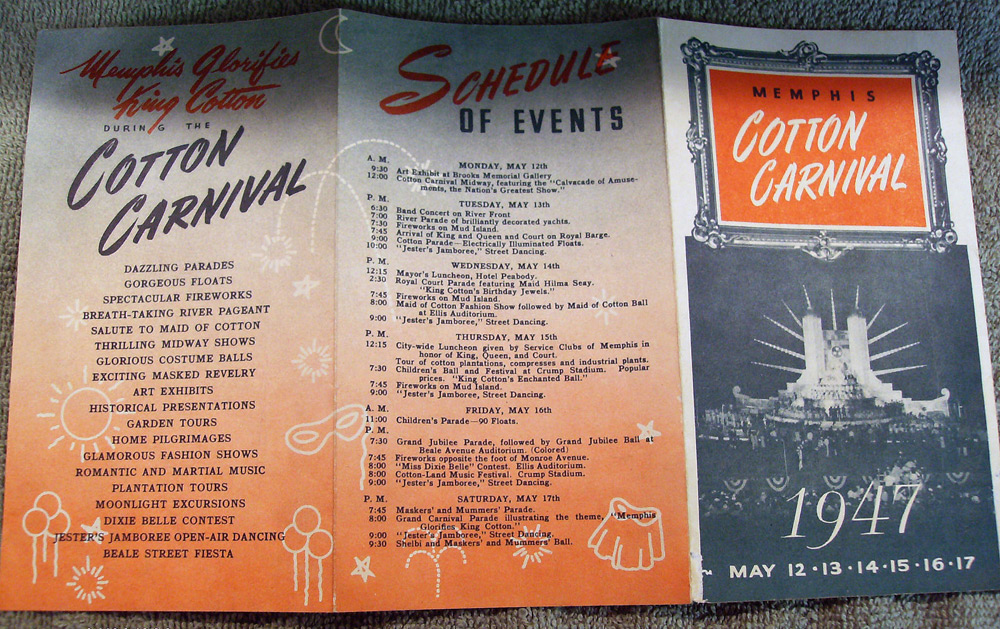 Memphis Glorifies
King Cotton
DURING THE
COTTON
CARNIVAL
DAZZLING PARADES
GORGEOUS FLOATS
SPECTACULAR FIREWORKS
BREATH-TAKING RIVER PAGEANT
SALUTE TO MAID OF COTTON
THRILLING MIDWAY SHOWS
GLORIOUS COSTUME BALLS
EXCITING MASKED REVELRY
ART EXHIBITS
HISTORICAL PRESENTATIONS
GARDEN TOURS
HOME PILGRIMAGES
GLAMOROUS FASHION SHOWS
ROMANTIC AND MARTIAL MUSIC
PLANTATION TOURS
MOONLIGHT EXCURSIONS
DIXIE BELLE CONTEST
JESTER'S JAMBOREE OPEN-AIR DANCING
BEALE STREET FIESTA
SCHEDULE
OF EVENTS
A. M. MONDAY, MAY 12th
9:30 Art Exhibit at Brooks Memorial Gallery
12:00 Cotton Carnival Midway, featuring the "Calvacade of Amuse-
ments, the Nation's Greatest Show."
P. M. TUESDAY, MAY 13th
6:30 Band Concert on River Front
7:00 River Parade of brilliantly decorated yachts.
7:30 Fireworks on Mud Island.
7:45 Arrival of King and Queen and Court on Royal Barge.
9:00 Cotton Parade—Electrically Illuminated Floats.
10:00 "Jester's Jamboree," Street Dancing.
P. M. WEDNESDAY, MAY 14th
12:15 Mayor's Luncheon, Hotel Peabody.
2:30 Royal Court Parade featuring Maid Hilma Seay.
"King Cotton's Birthday Jewels."
7:45 Fireworks on Mud Island.
8:00 Maid of Cotton Fashion Show followed by Maid of Cotton Ball
at Ellis Auditorium.
9:00 "Jester's Jamboree," Street Dancing.
P. M. THURSDAY, MAY 15th
12:15 City-wide Luncheon given by Service Clubs of Memphis in
honor of King, Queen, and Court.
Tour of cotton plantations, compresses and industrial plants.
7:30 Children's Ball and Festival at Crump Stadium. Popular
prices. "King Cotton's Enchanted Ball."
7:45 Fireworks on Mud Island.
9:00 "Jester's Jamboree, Street Dancing.
A. M. FRIDAY, MAY 16th
11:00 Children's Parade—90 Floats.
P. M.
7:30 Grand Jubilee Parade, followed by Grand Jubilee Ball at
Beale Avenue Auditorium. (Colored)
7:45 Fireworks opposite the foot of Monroe Avenue.
8:00 "Miss Dixie Belle" Contest. Ellis Auditorium.
8:00 Cotton-Land Music Festival. Crump Stadium.
9:00 "Jester's Jamboree," Street Dancing.
P. M. SATURDAY, MAY 17th
7:45 Maskers' and Mummers' Parade.
8:00 Grand Carnival Parade illustrating the theme, "Memphis
Glorifies King Cotton."
9:00 "Jester's Jamboree," Street Dancing.
9:30 Shelbi and Maskers' and Mummers' Ball.
MEMPHIS
COTTON
CARNIVAL
1947
MAY 12·13·14·15·16·17